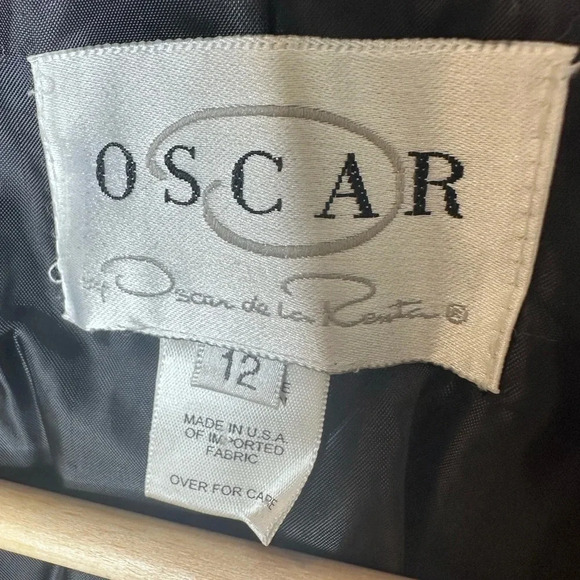 OSCAR
by Oscar de la Renta ®
12
MADE IN U.S.A
OF IMPORTED
FABRIC
OVER FOR CARE